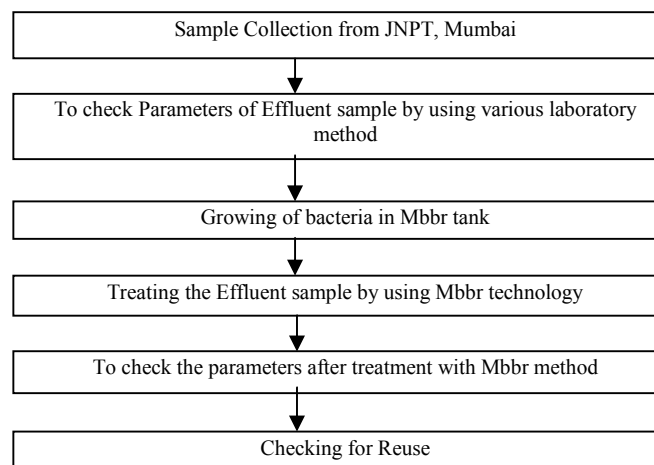 Sample Collection from JNPT, Mumbai
To check Parameters of Effluent sample by using various laboratory
method
Growing of bacteria in Mbbr tank
Treating the Effluent sample by using Mbbr technology
To check the parameters after treatment with Mbbr method
Checking for Reuse